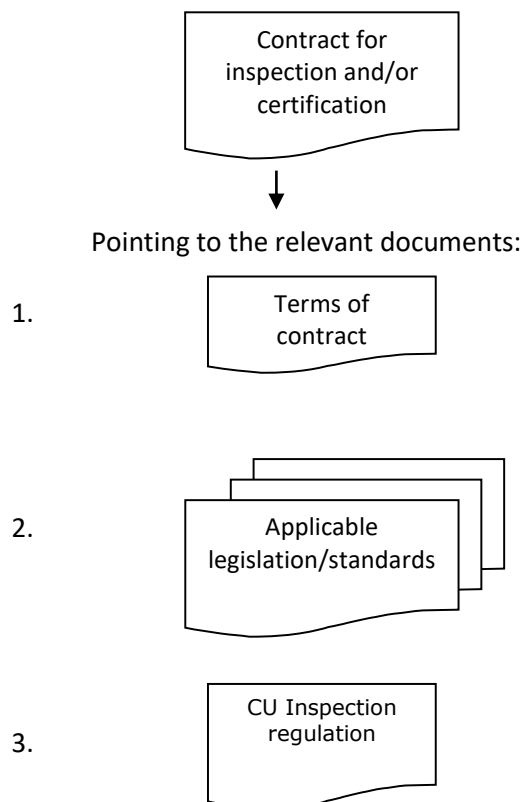 Contract for
inspection and/or
certification
Pointing to the relevant documents:
1.
Terms of
contract
2.
Applicable
legislation/standards
3.
CU Inspection
regulation